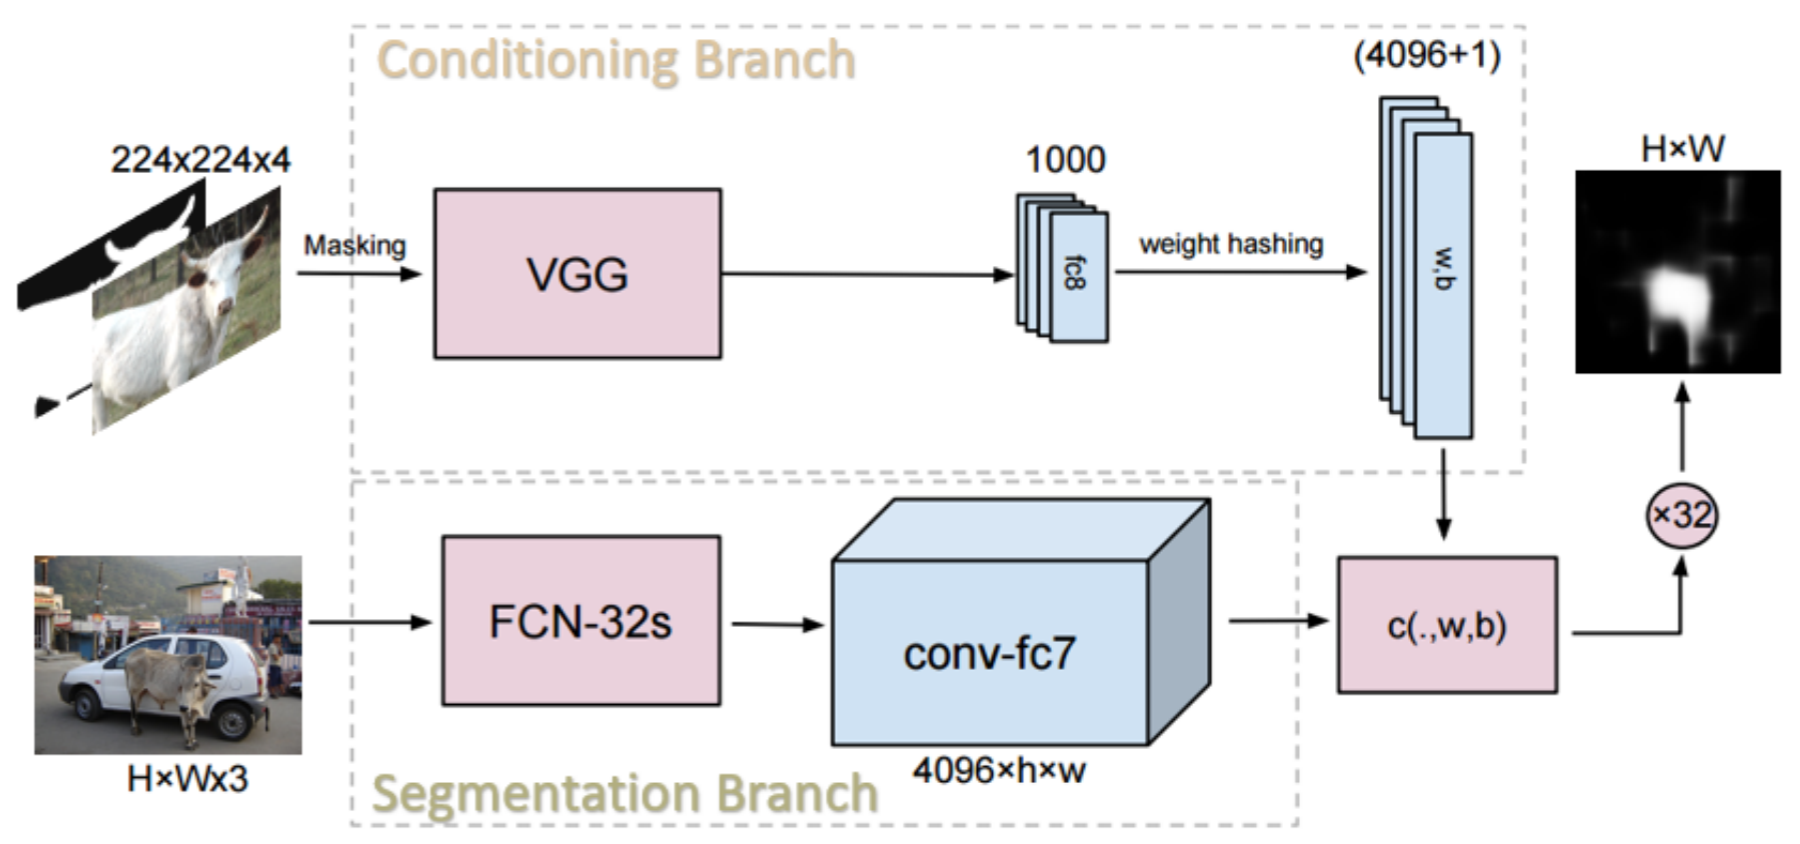 Conditioning Branch
(4096+1)
224x224x4
1000
H×W
Masking
VGG
fc8
weight hashing
w,b
×32
FCN-32s
conv-fc7
c(.,w,b)
H×Wx3
4096×h×w
Segmentation Branch